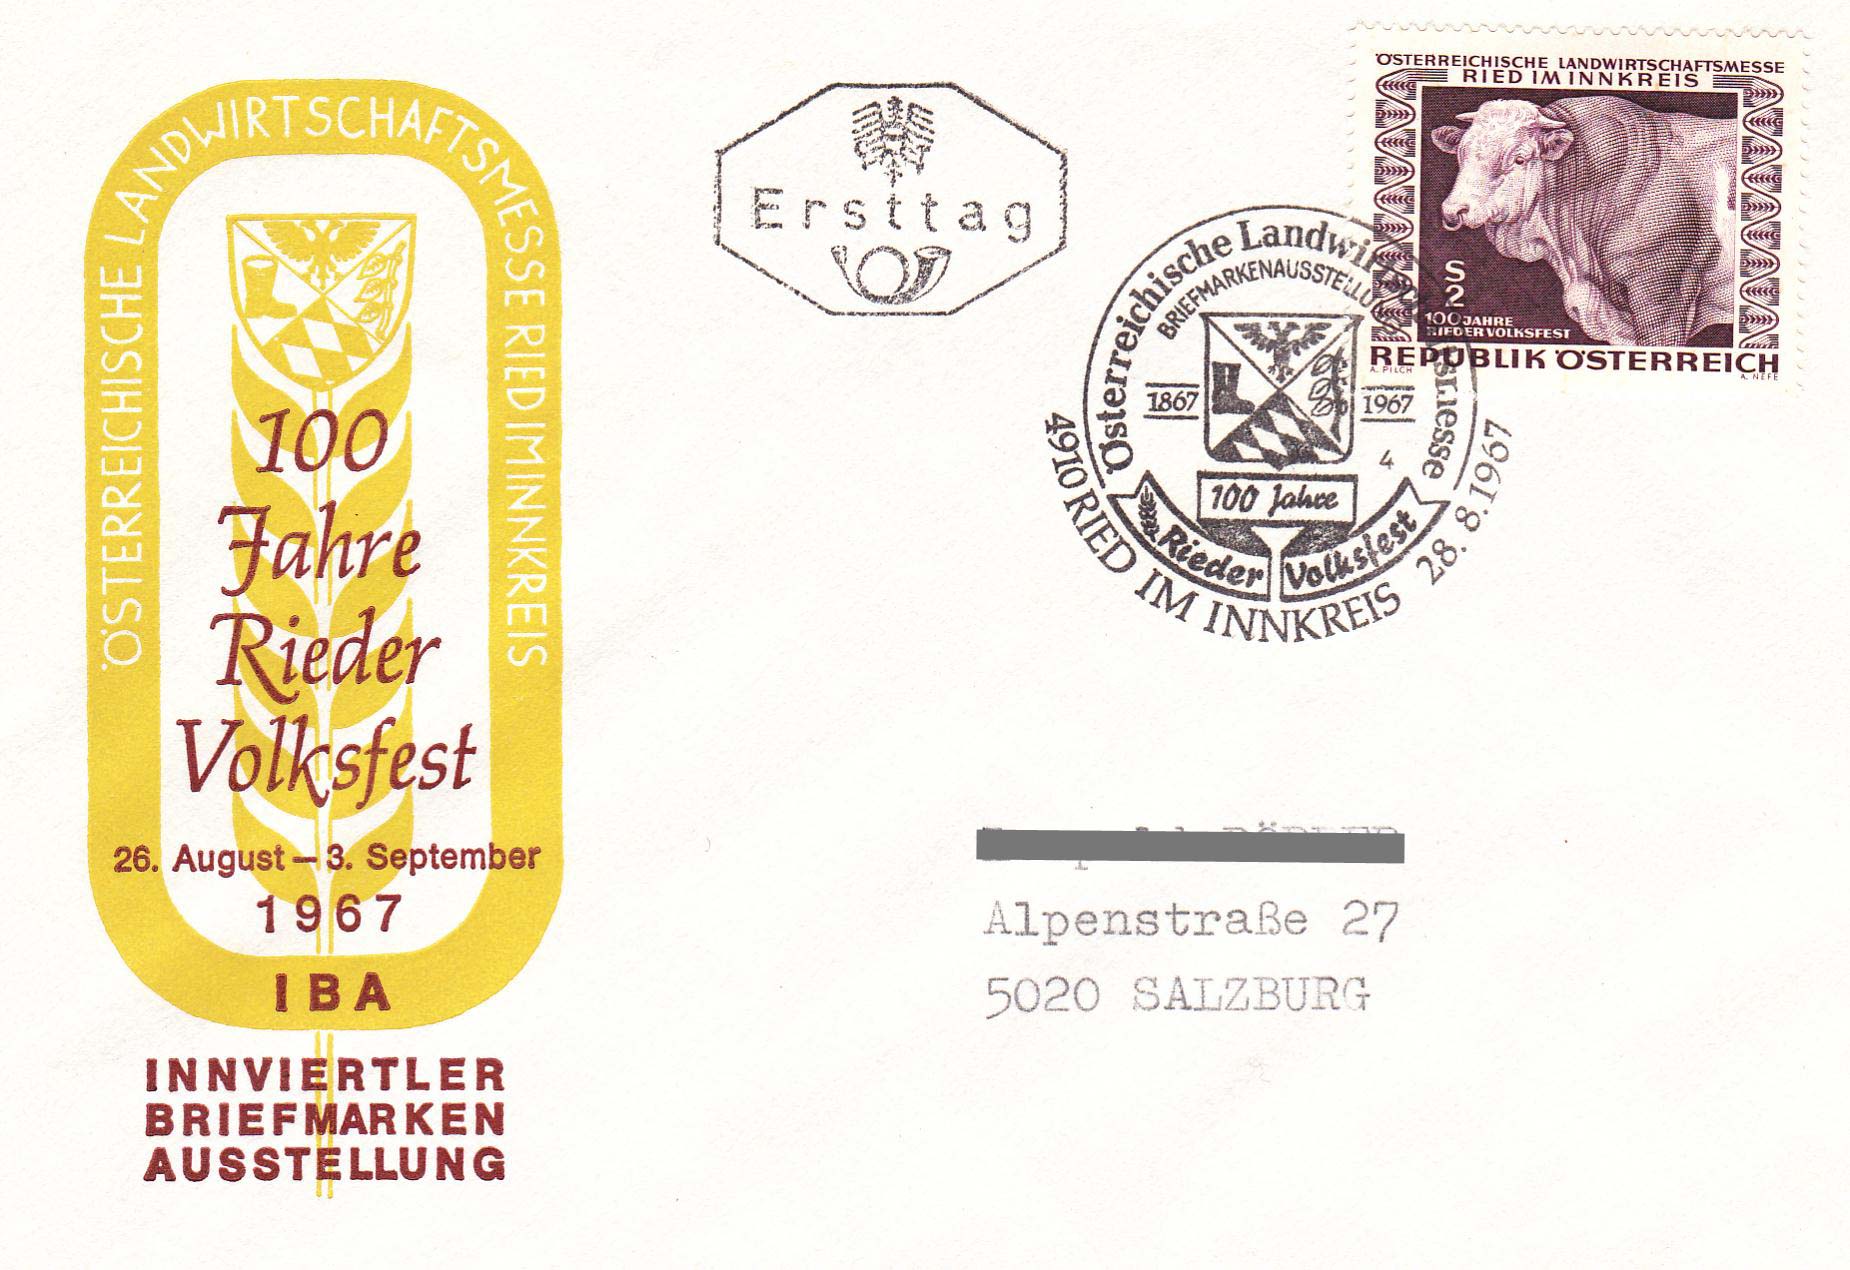 ÖSTERREICHISCHE LANDWIRTSCHAFTSMESSE RIED IM INNKREIS
100
Jahre
Rieder
Volksfest
26. August – 3. September
1967
IBA
INNVIERTLER
BRIEFMARKEN
AUSSTELLUNG
Ersttag
Österreichische Landwirtschaftsmesse
BRIEFMARKENAUSSTELLUNG
1867
1967
4
100 Jahre
Rieder Volksfest
4910 RIED IM INNKREIS 28.8.1967
ÖSTERREICHISCHE LANDWIRTSCHAFTSMESSE
RIED IM INNKREIS
S
2
100 JAHRE
RIEDER VOLKSFEST
REPUBLIK ÖSTERREICH
A. PILCH
A. NEFE
Alpenstraße 27
5020 SALZBURG